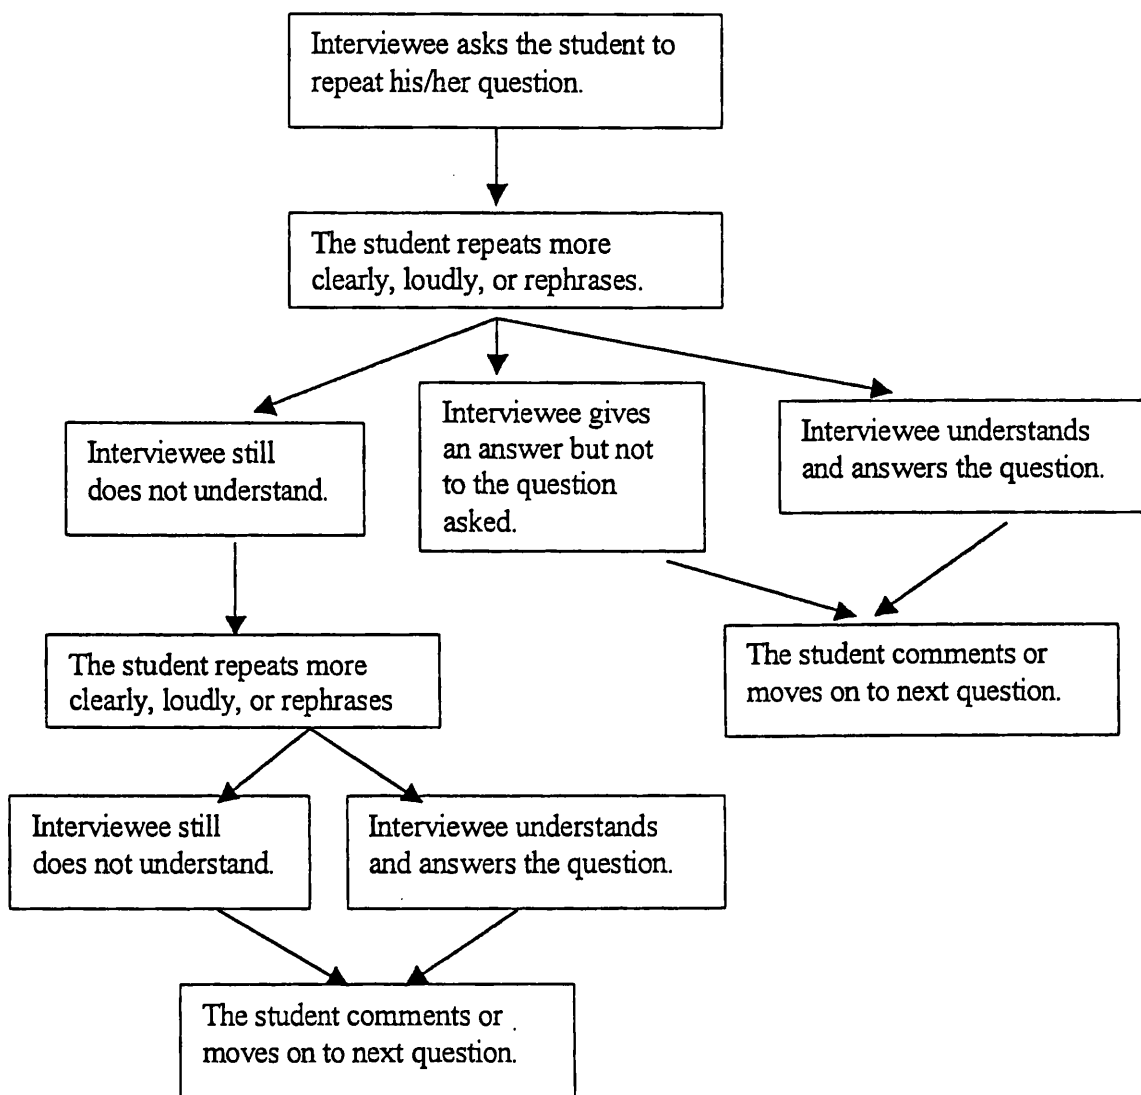 Interviewee asks the student to
repeat his/her question.
The student repeats more
clearly, loudly, or rephrases.
Interviewee still
does not understand.
Interviewee gives
an answer but not
to the question
asked.
Interviewee understands
and answers the question.
The student repeats more
clearly, loudly, or rephrases
The student comments or
moves on to next question.
Interviewee still
does not understand.
Interviewee understands
and answers the question.
The student comments or
moves on to next question.